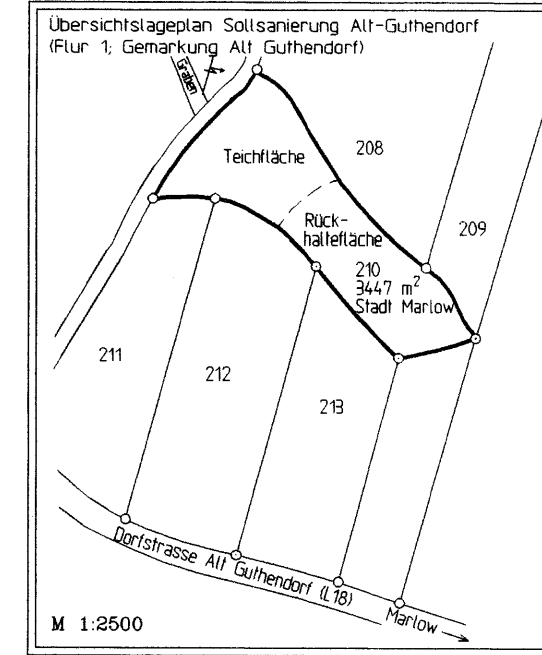 Übersichtslageplan Sollsanierung Alt-Guthendorf
(Flur 1; Gemarkung Alt Guthendorf)
Graben
Teichfläche
208
Rück-
haltefläche
209
210
3447 m²
Stadt Marlow
211
212
213
Dorfstrasse Alt Guthendorf (L18)
Marlow
M 1:2500